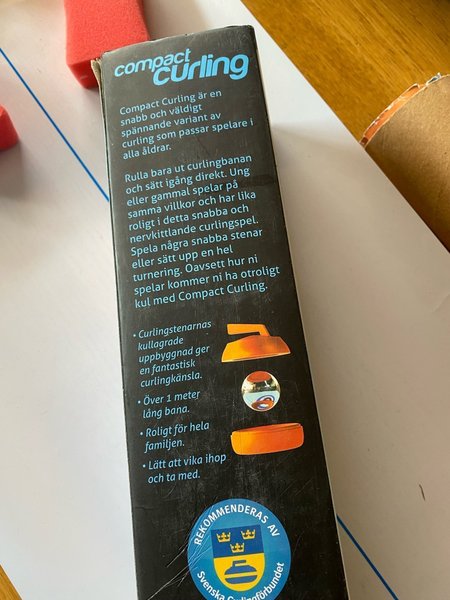 compact
curling
Compact Curling är en
snabb och väldigt
spännande variant av
curling som passar spelare i
alla åldrar.
Rulla bara ut curlingbanan
och sätt igång direkt. Ung
eller gammal spelar på
samma villkor och har lika
roligt i detta snabba och
nervkittlande curlingspel.
Spela några snabba stenar
eller sätt upp en hel
turnering. Oavsett hur ni
spelar kommer ni ha otroligt
kul med Compact Curling.
• Curlingstenarnas
kullagrade
uppbyggnad ger
en fantastisk
curlingkänsla.
• Över 1 meter
lång bana.
• Roligt för hela
familjen.
• Lätt att vika ihop
och ta med.
REKOMMENDERAS AV
Svenska Curlingförbundet